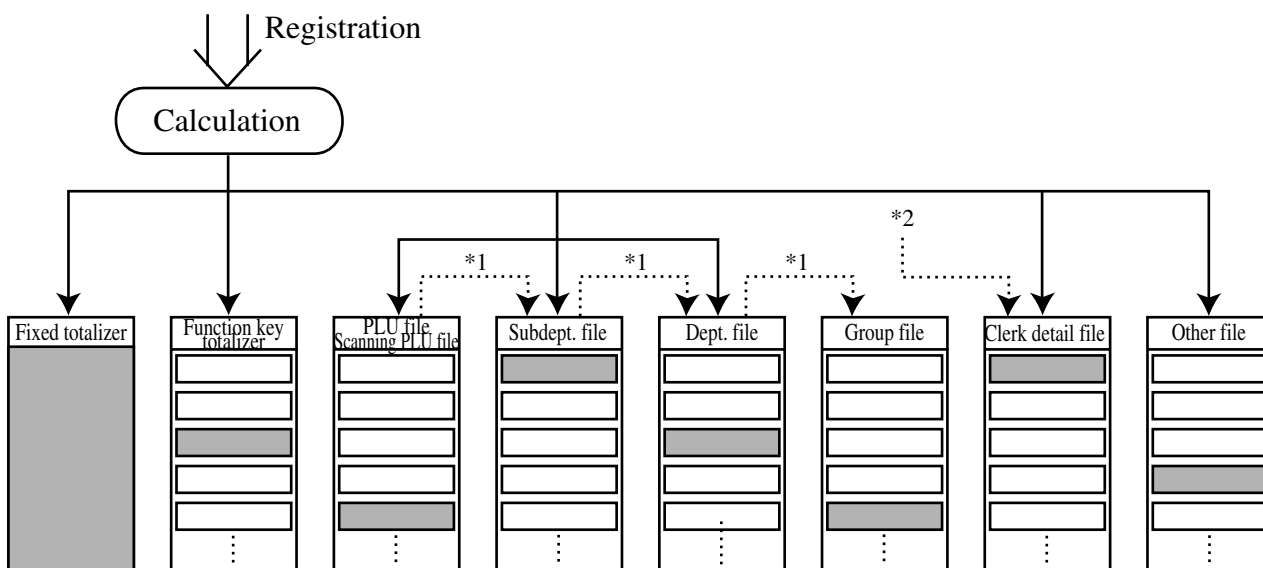 Registration
Calculation
*2
*1
*1
*1
Fixed totalizer
Function key
totalizer
PLU file
Scanning PLU file
Subdept. file
Dept. file
Group file
Clerk detail file
Other file